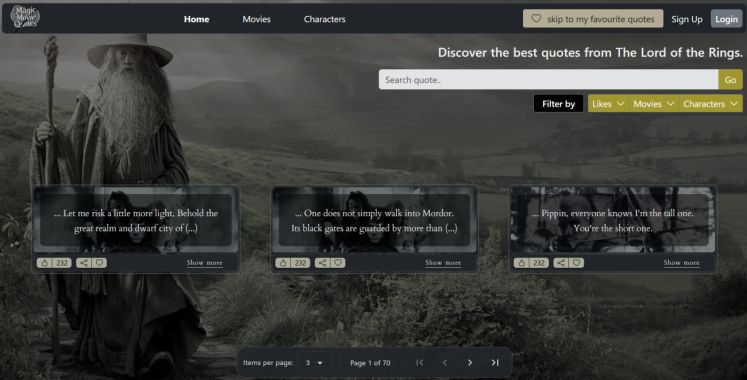 Magic
Movie
Quotes
Home
Movies
Characters
skip to my favourite quotes
Sign Up
Login
Discover the best quotes from The Lord of the Rings.
Search quote..
Go
Filter by
Likes
Movies
Characters
... Let me risk a little more light, Behold the
great realm and dwarf city of (...)
232
Show more
... One does not simply walk into Mordor.
Its black gates are guarded by more than (...)
232
Show more
... Pippin, everyone knows I'm the tall one.
You're the short one.
232
Show more
Items per page:
3
Page 1 of 70